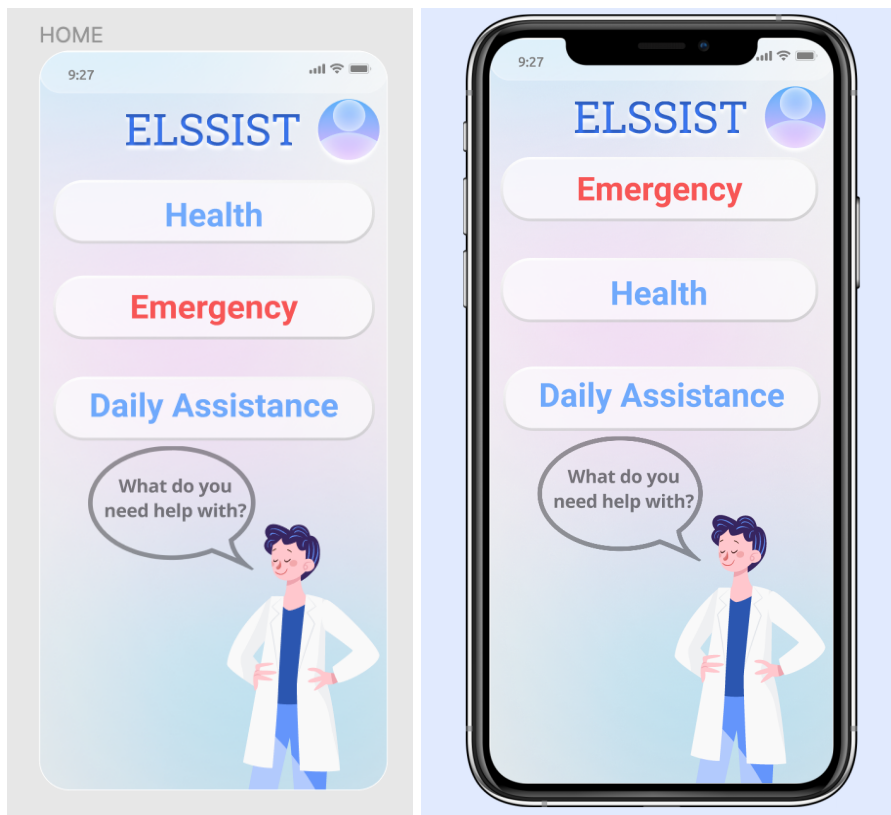 HOME
9:27
ELSSIST
Health
Emergency
Daily Assistance
What do you
need help with?
9:27
ELSSIST
Emergency
Health
Daily Assistance
What do you
need help with?